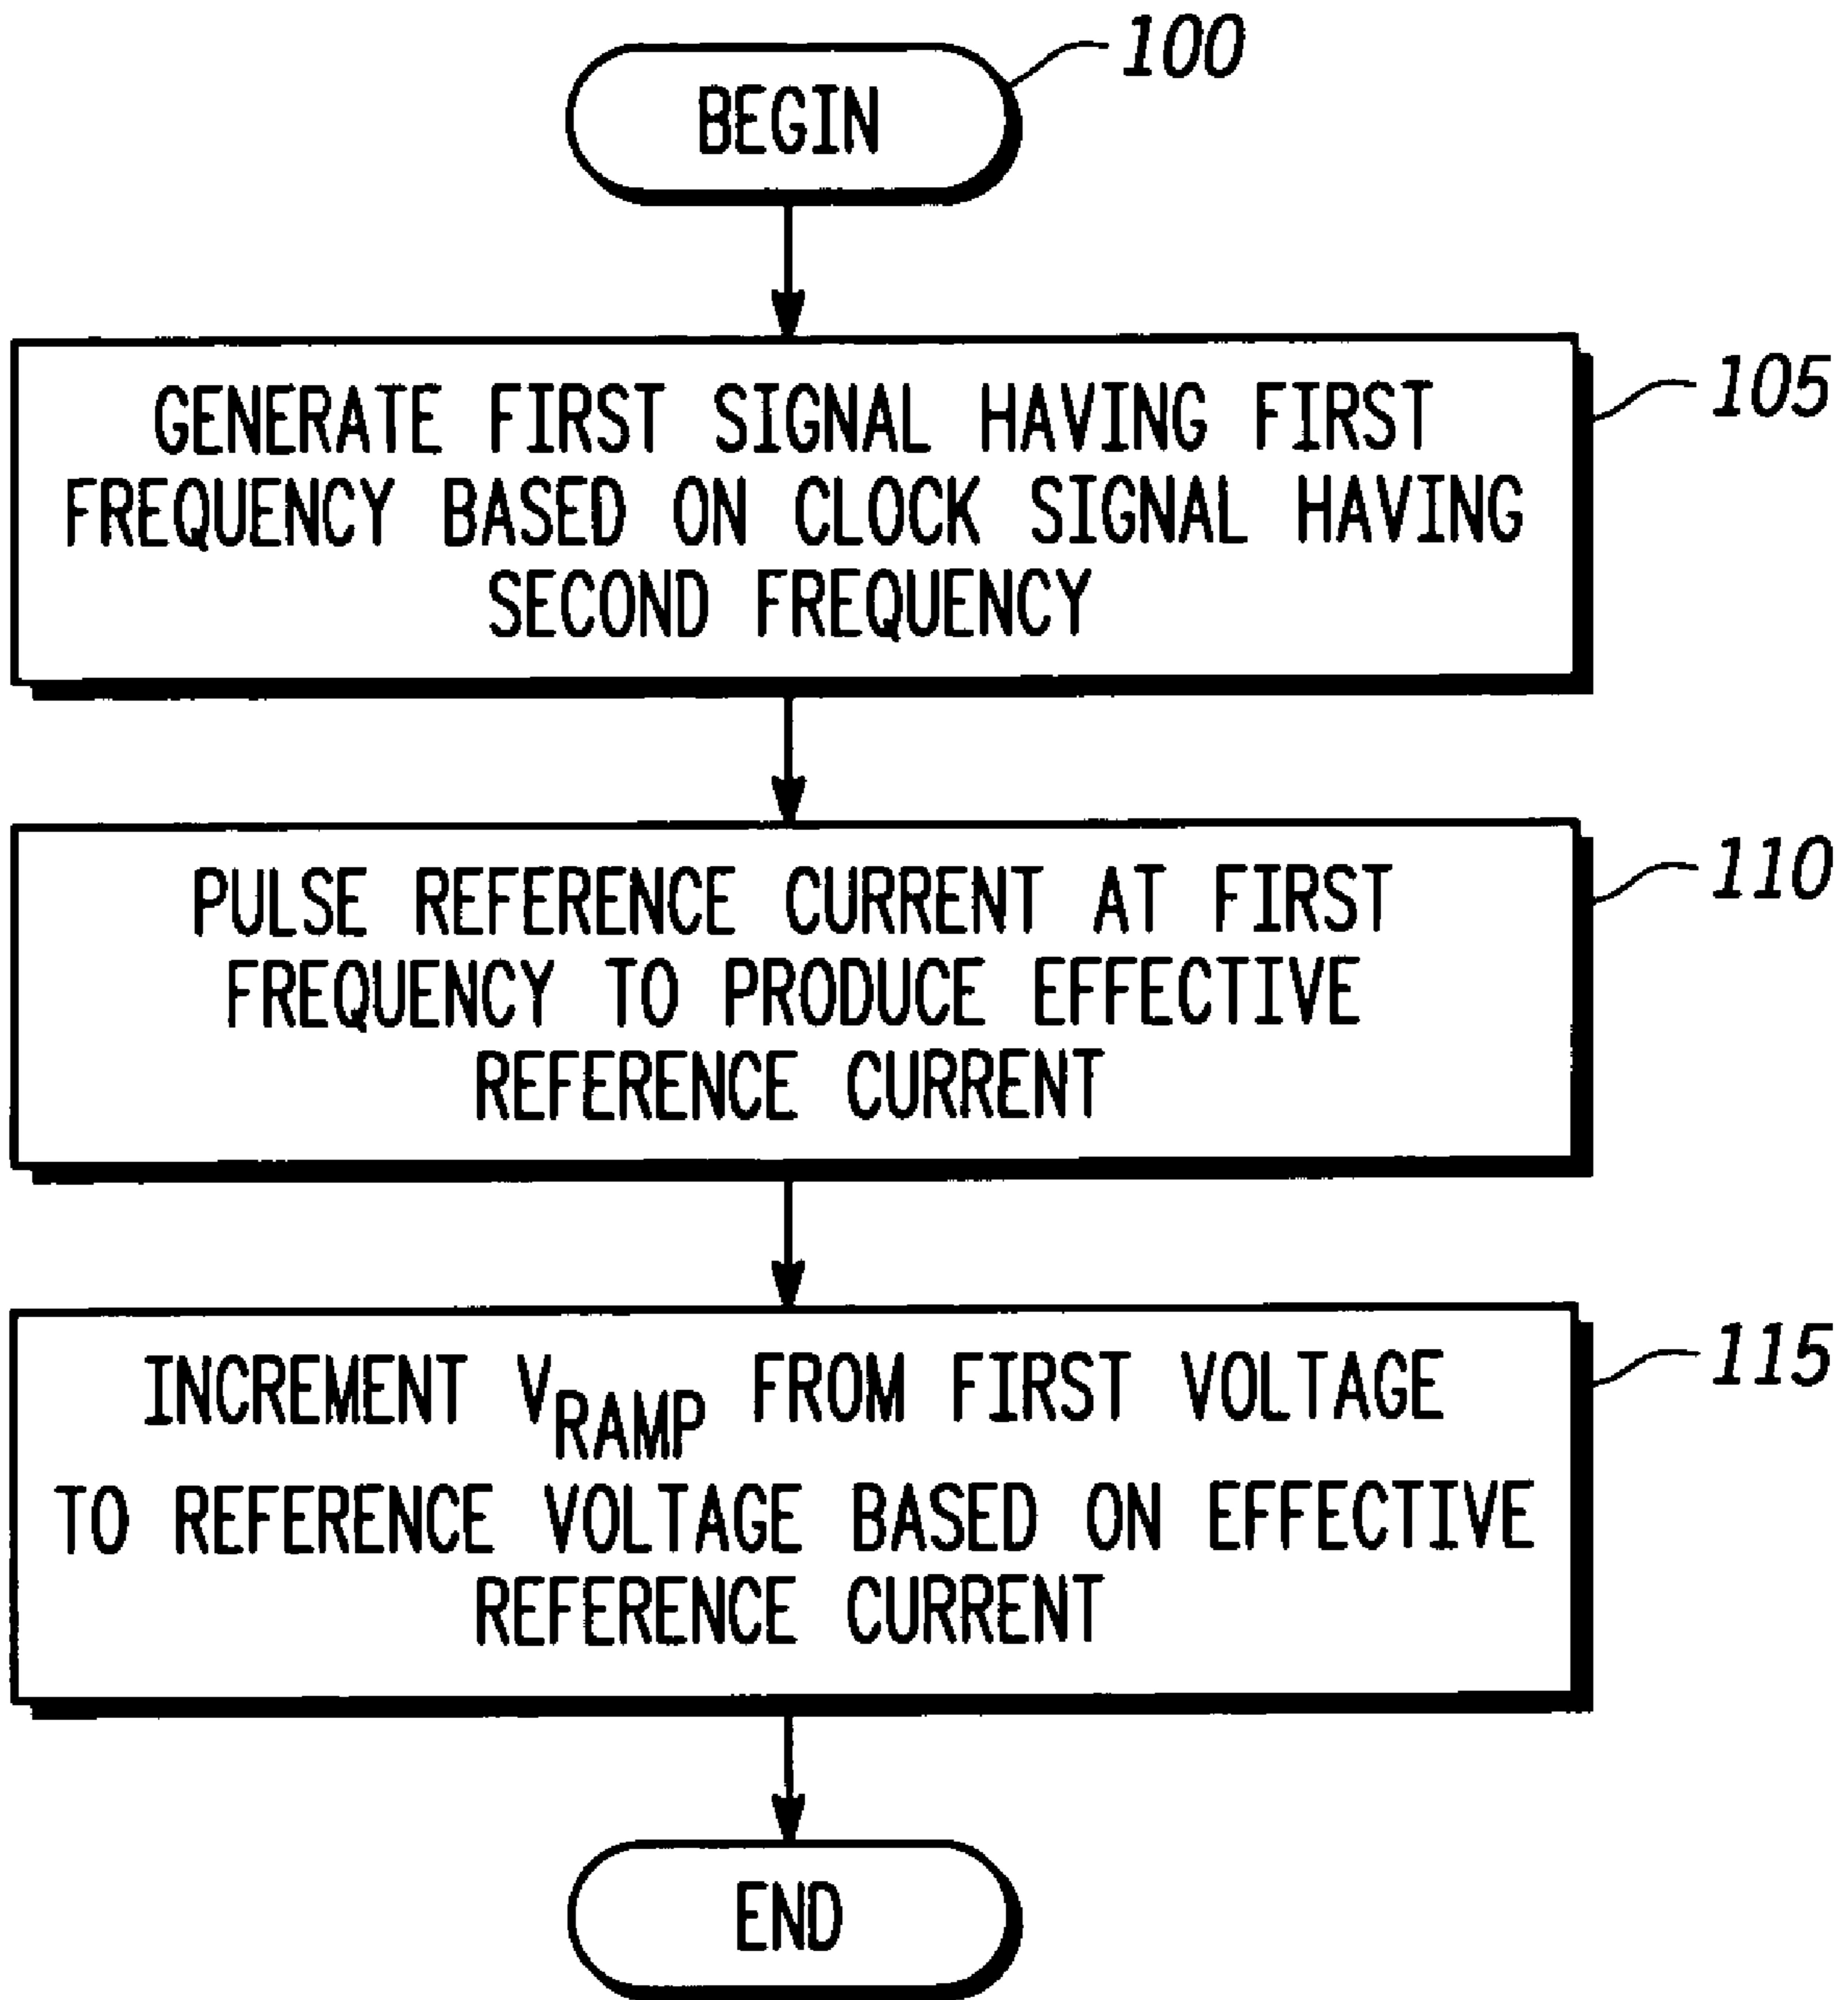 100
BEGIN
105
GENERATE FIRST SIGNAL HAVING FIRST
FREQUENCY BASED ON CLOCK SIGNAL HAVING
SECOND FREQUENCY
110
PULSE REFERENCE CURRENT AT FIRST
FREQUENCY TO PRODUCE EFFECTIVE
REFERENCE CURRENT
115
INCREMENT VRAMP FROM FIRST VOLTAGE
TO REFERENCE VOLTAGE BASED ON EFFECTIVE
REFERENCE CURRENT
END